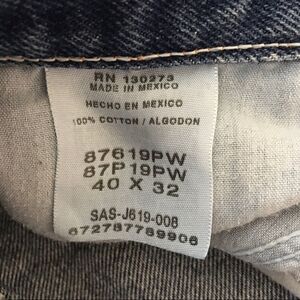 RN 130273
MADE IN MEXICO
HECHO EN MEXICO
100% COTTON / ALGODON
87619PW
87P19PW
40 X 32
SAS-J619-008
672787789906